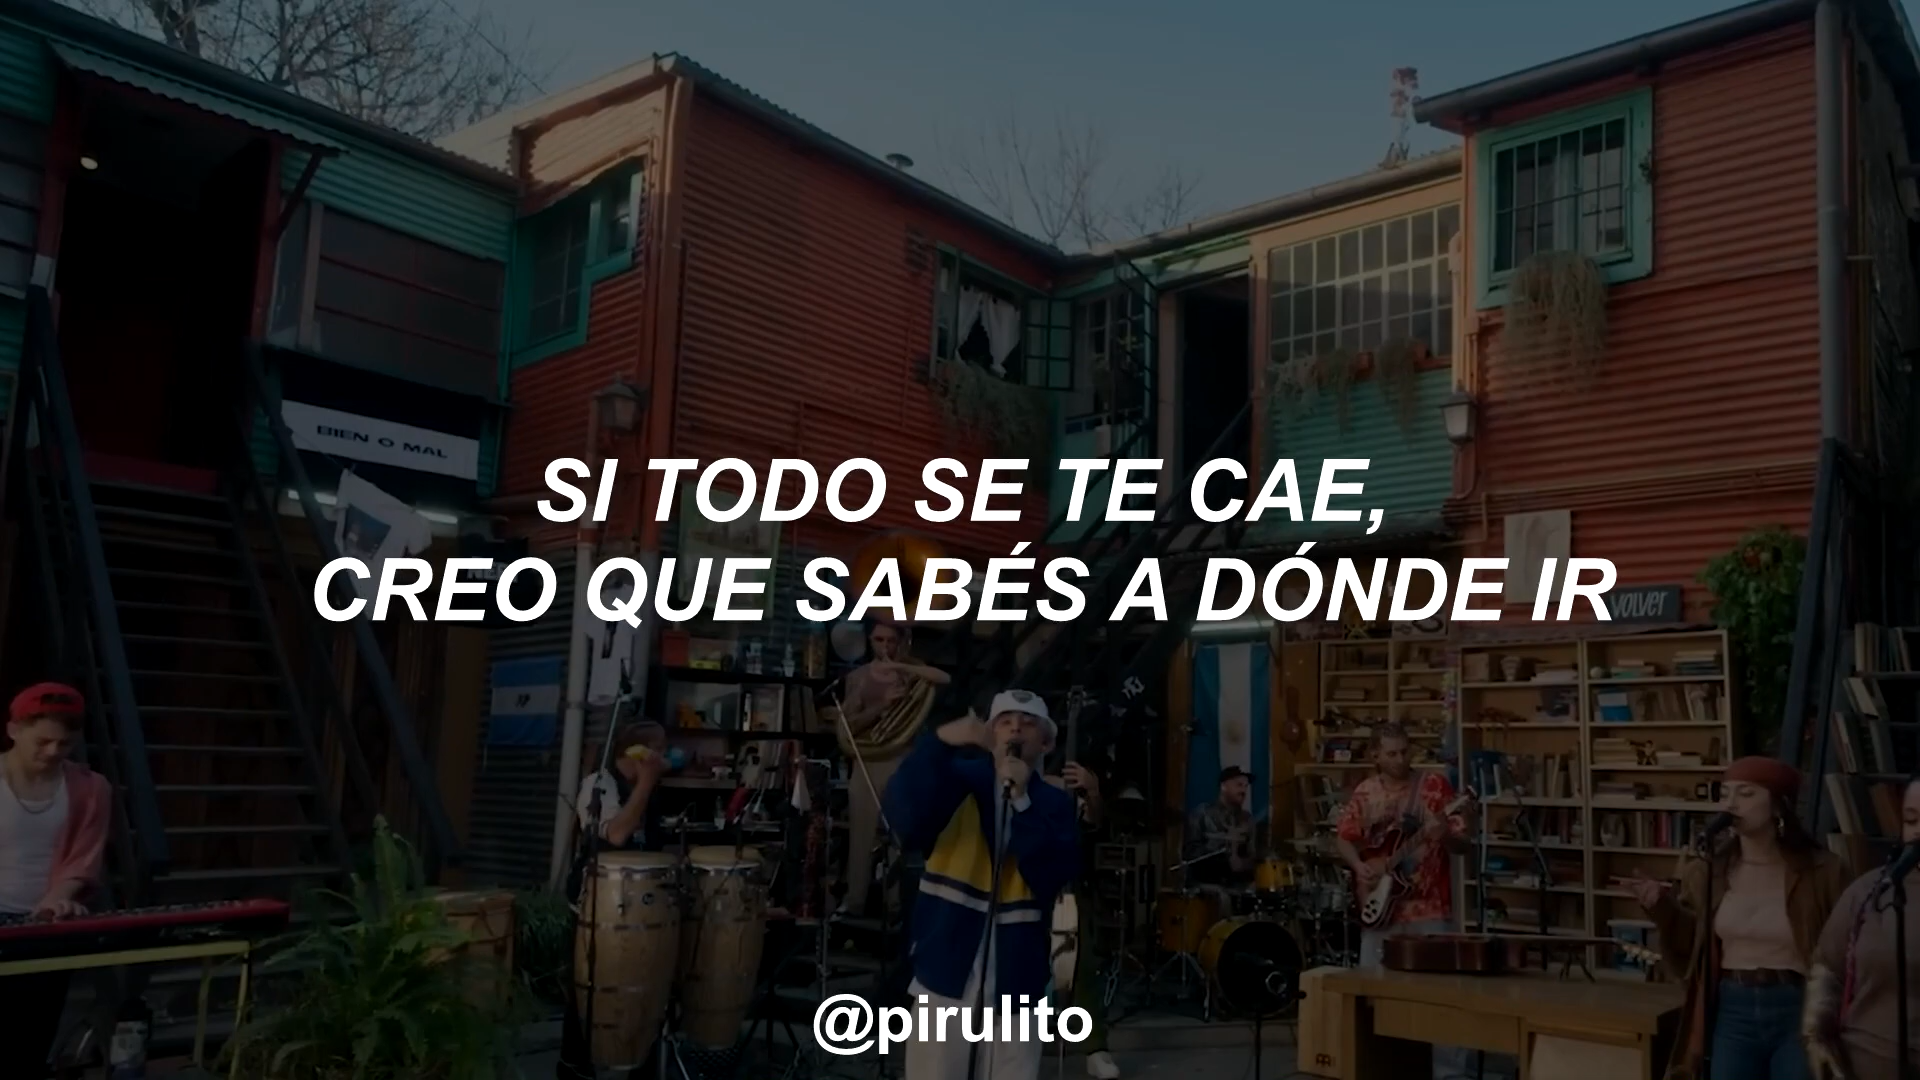 BIEN O MAL
SI TODO SE TE CAE,
CREO QUE SABÉS A DÓNDE IR
VOLVER
@pirulito